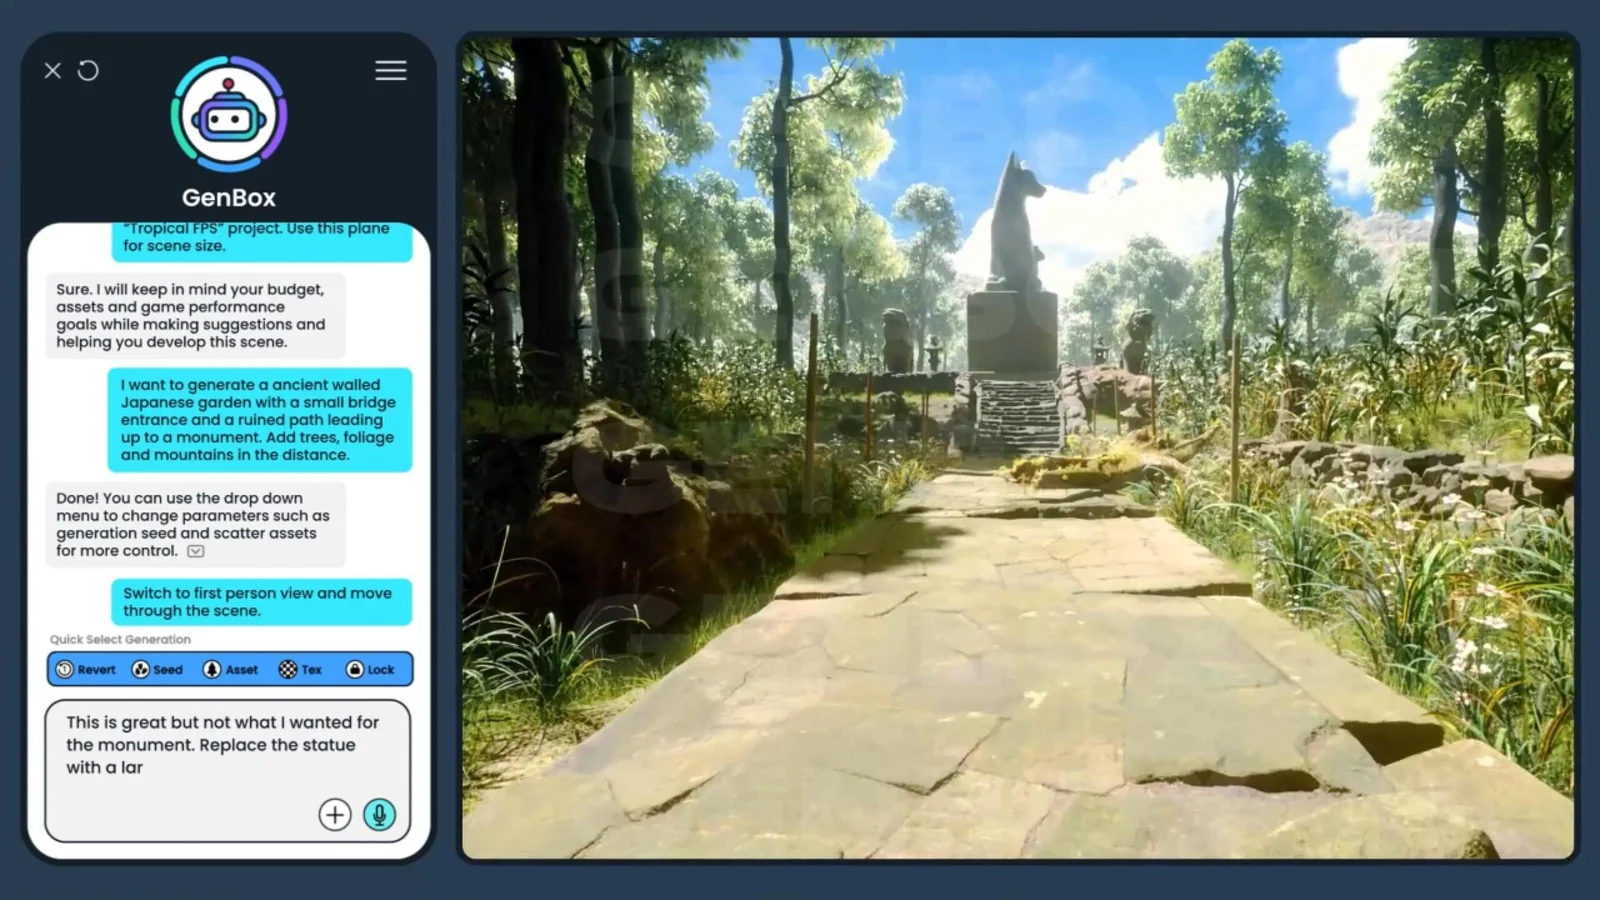 GenBox
"Tropical FPS" project. Use this plane
for scene size.
Sure. I will keep in mind your budget,
assets and game performance
goals while making suggestions and
helping you develop this scene.
I want to generate a ancient walled
Japanese garden with a small bridge
entrance and a ruined path leading
up to a monument. Add trees, foliage
and mountains in the distance.
Done! You can use the drop down
menu to change parameters such as
generation seed and scatter assets
for more control.
Switch to first person view and move
through the scene.
Quick Select Generation
Revert Seed Asset Tex Lock
This is great but not what I wanted for
the monument. Replace the statue
with a lar